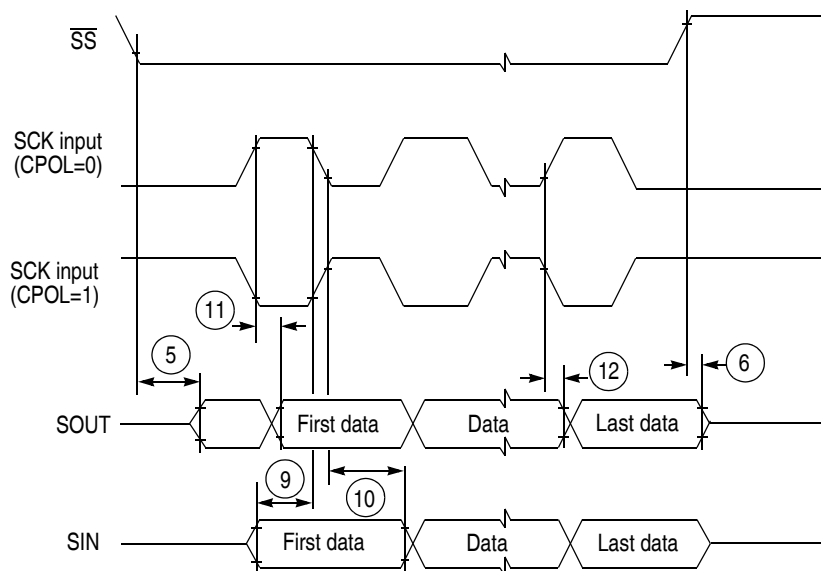 SS
SCK input
(CPOL=0)
SCK input
(CPOL=1)
11
5
12
6
SOUT
First data
Data
Last data
9
10
SIN
First data
Data
Last data